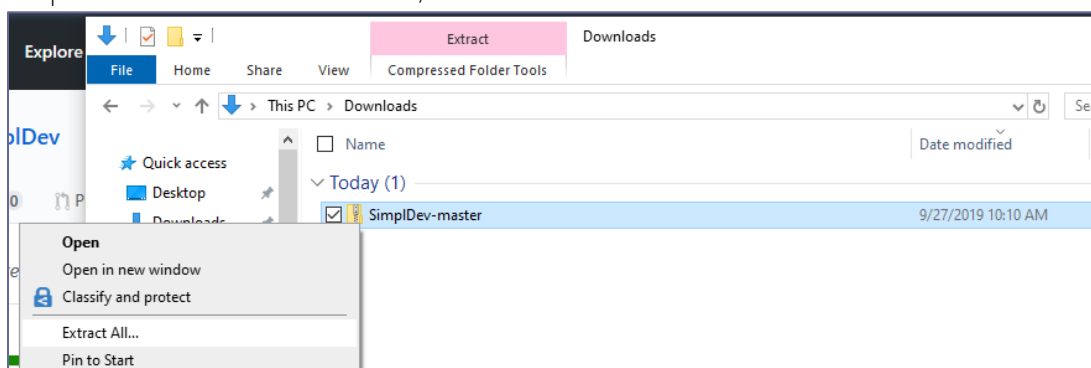 Explore
Extract
Downloads
File
Home
Share
View
Compressed Folder Tools
This PC > Downloads
plDev
Name
Date modified
Quick access
Today (1)
Desktop
SimplDev-master
9/27/2019 10:10 AM
Downloads
Open
Open in new window
Classify and protect
Extract All...
Pin to Start